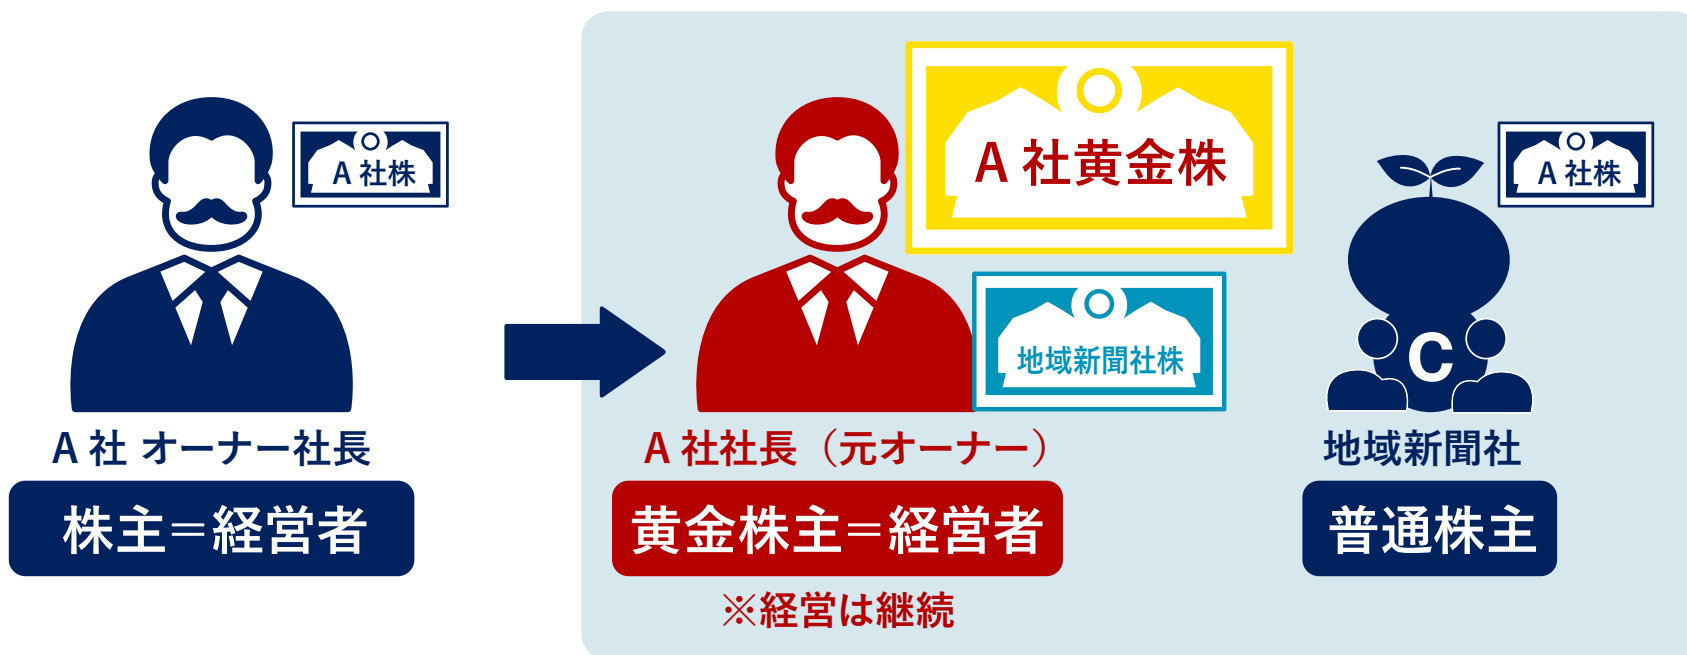 A社株
A社 オーナー社長
株主＝経営者
A社黄金株
地域新聞社株
A社社長（元オーナー）
黄金株主＝経営者
※経営は継続
A社株
C
地域新聞社
普通株主